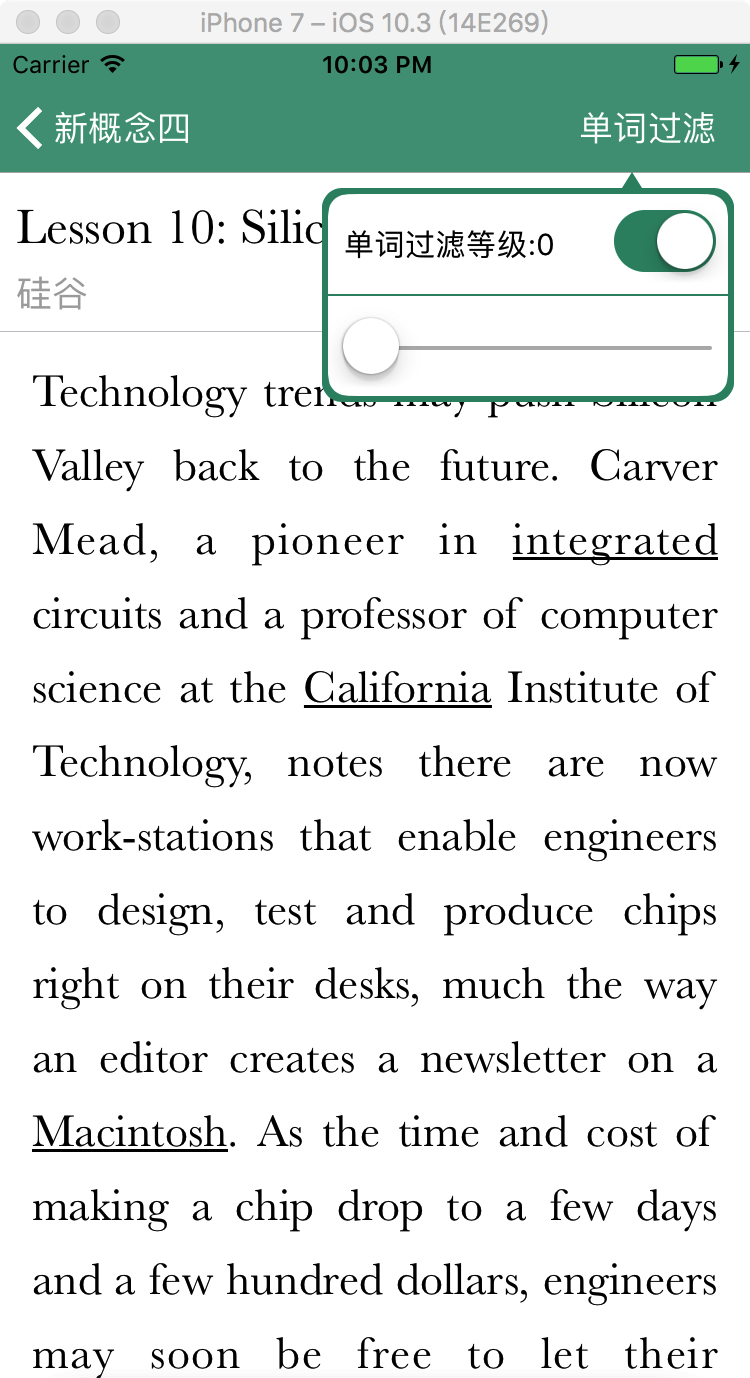 iPhone 7 – iOS 10.3 (14E269)
Carrier 10:03 PM
新概念四 单词过滤
Lesson 10: Silic
单词过滤等级:0
硅谷
Technology trends may push Silicon
Valley back to the future. Carver
Mead, a pioneer in integrated
circuits and a professor of computer
science at the California Institute of
Technology, notes there are now
work-stations that enable engineers
to design, test and produce chips
right on their desks, much the way
an editor creates a newsletter on a
Macintosh. As the time and cost of
making a chip drop to a few days
and a few hundred dollars, engineers
may soon be free to let their